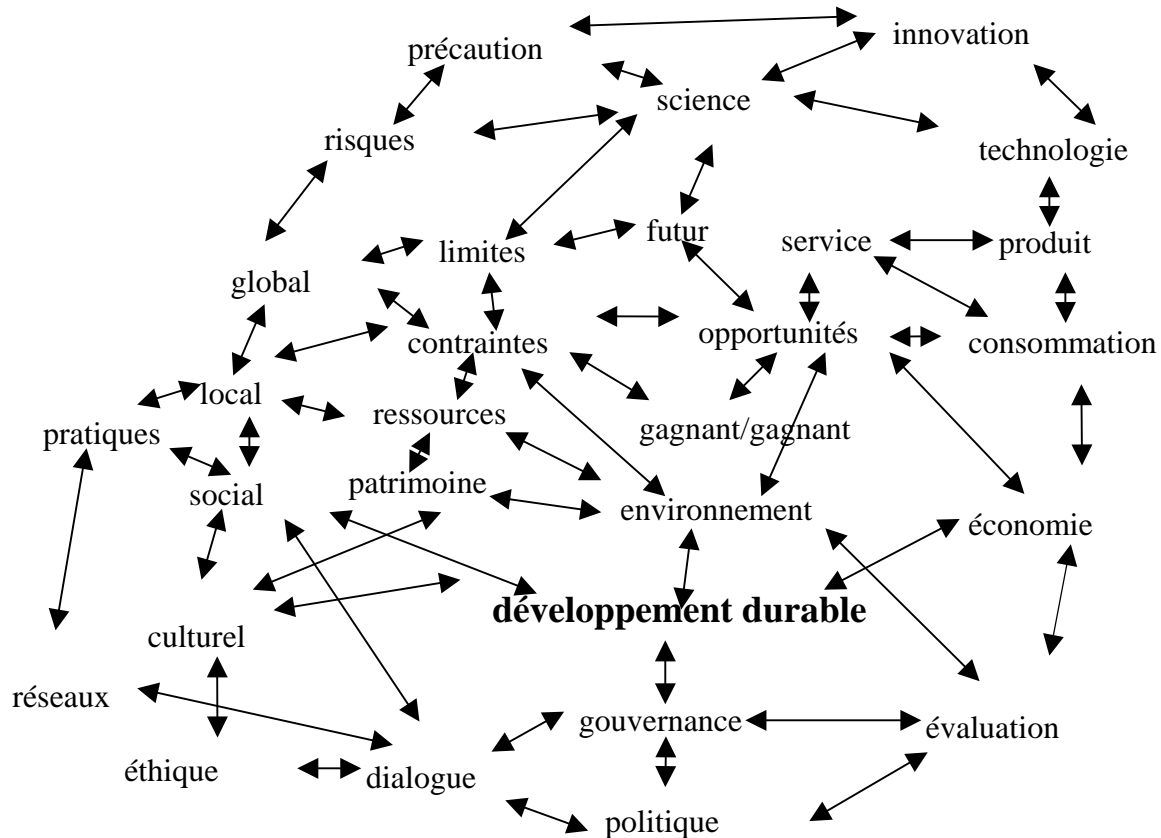 innovation
précaution
science
risques
technologie
futur
service
produit
limites
global
opportunités
contraintes
consommation
local
ressources
pratiques
gagnant/gagnant
patrimoine
social
environnement
économie
développement durable
culturel
réseaux
gouvernance
évaluation
éthique
dialogue
politique